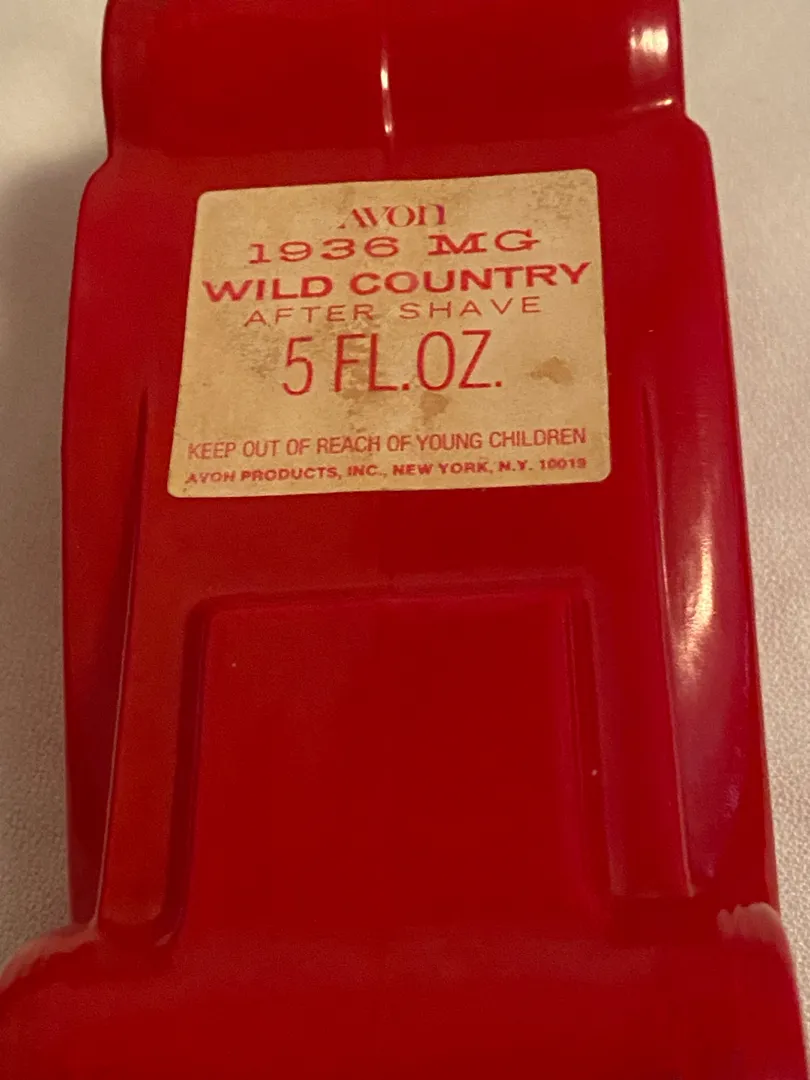 AVON
1936 MG
WILD COUNTRY
AFTER SHAVE
5 FL.OZ.
KEEP OUT OF REACH OF YOUNG CHILDREN
AVON PRODUCTS, INC., NEW YORK, N.Y. 10019